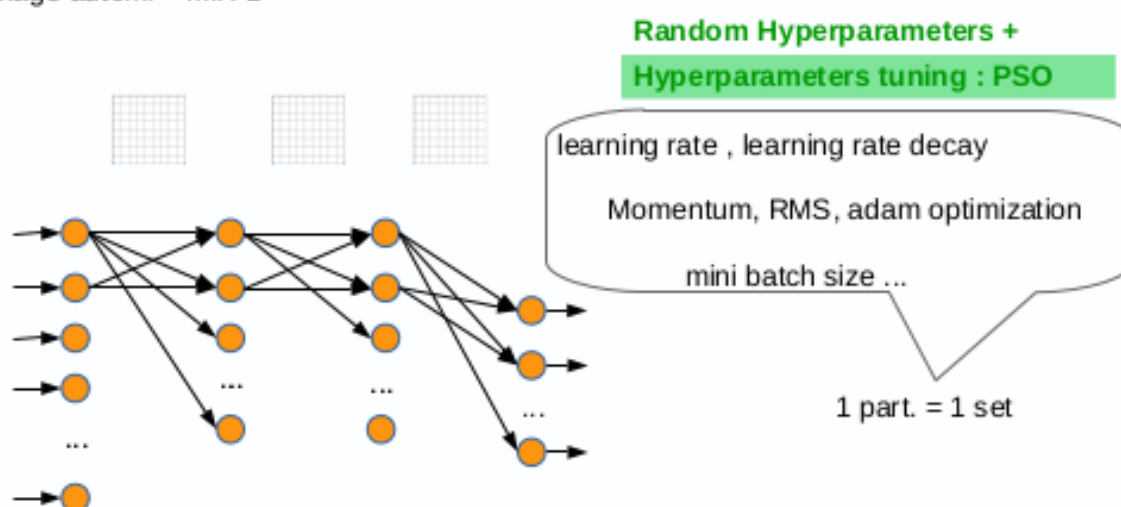 Random Hyperparameters +
Hyperparameters tuning : PSO
learning rate , learning rate decay
Momentum, RMS, adam optimization
mini batch size ...
...
...
...
...
1 part. = 1 set